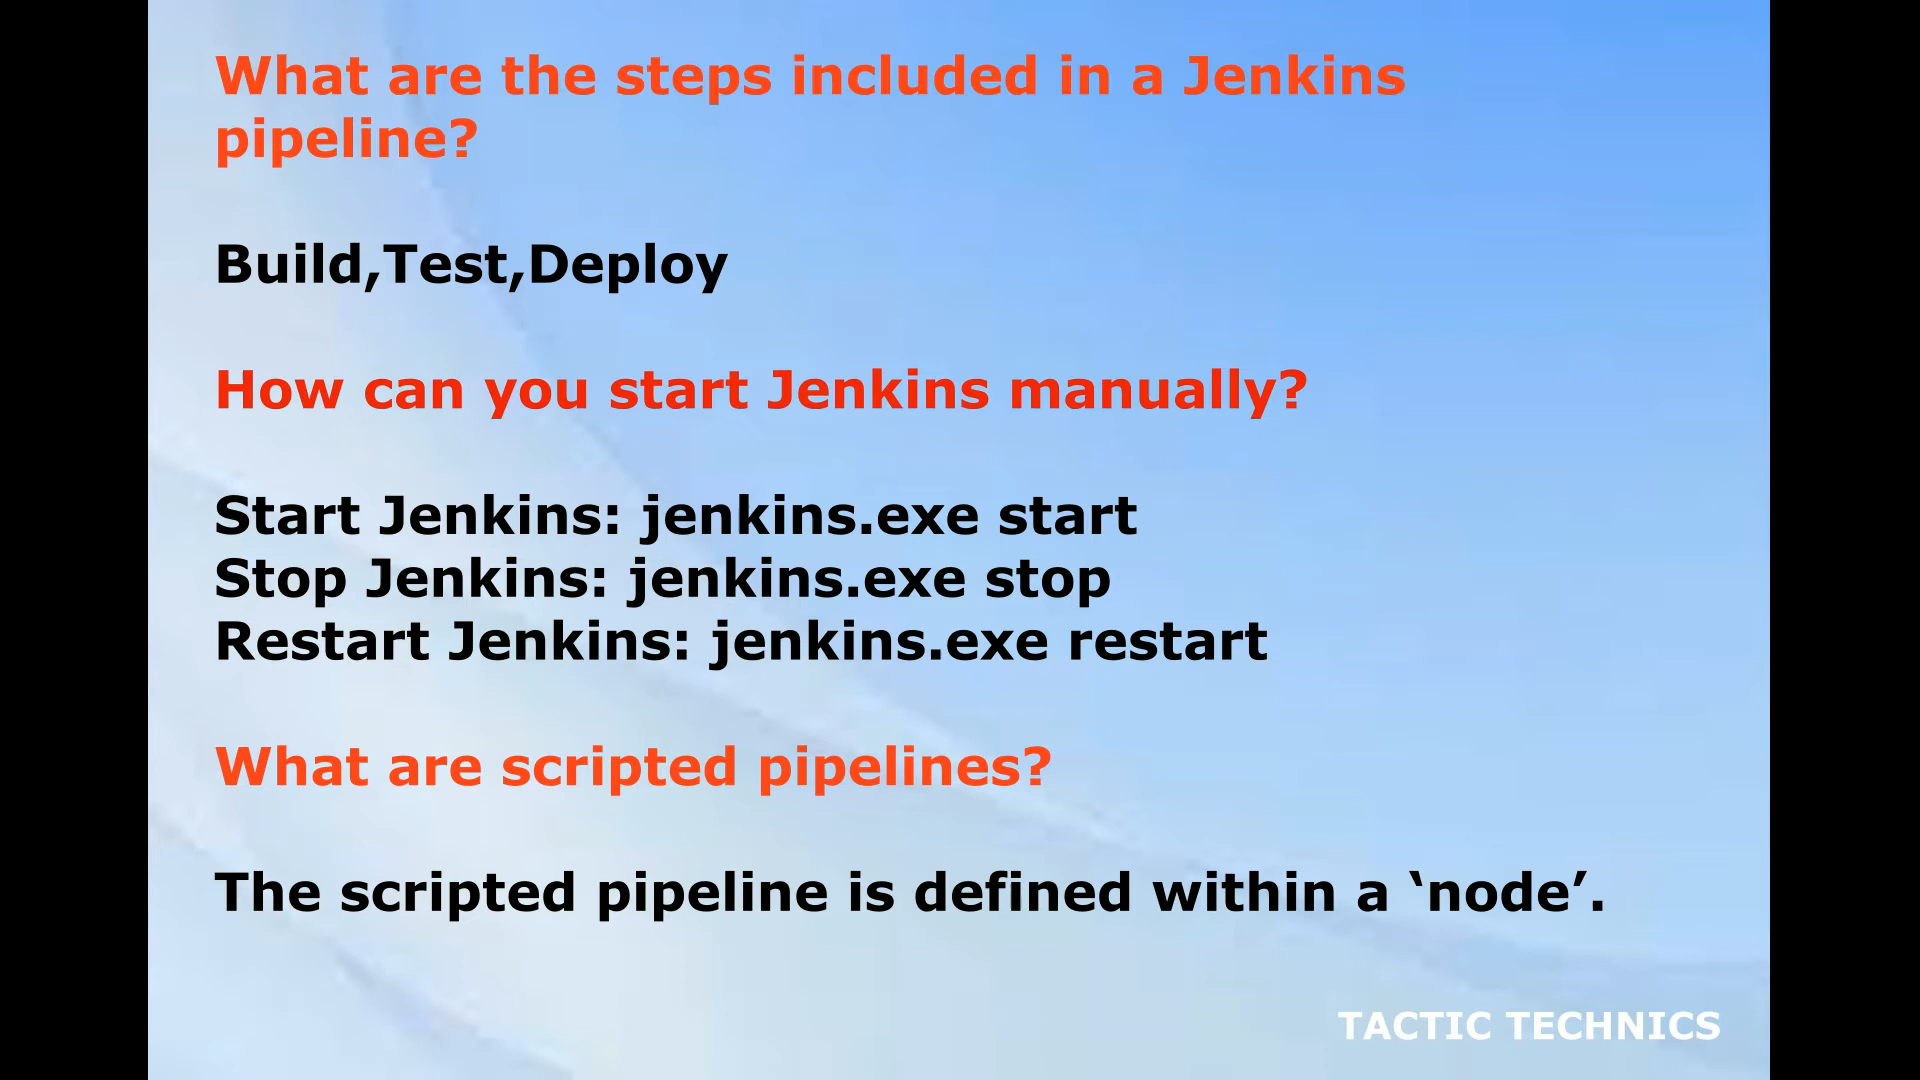 What are the steps included in a Jenkins
pipeline?
Build,Test,Deploy
How can you start Jenkins manually?
Start Jenkins: jenkins.exe start
Stop Jenkins: jenkins.exe stop
Restart Jenkins: jenkins.exe restart
What are scripted pipelines?
The scripted pipeline is defined within a ‘node’.
TACTIC TECHNICS